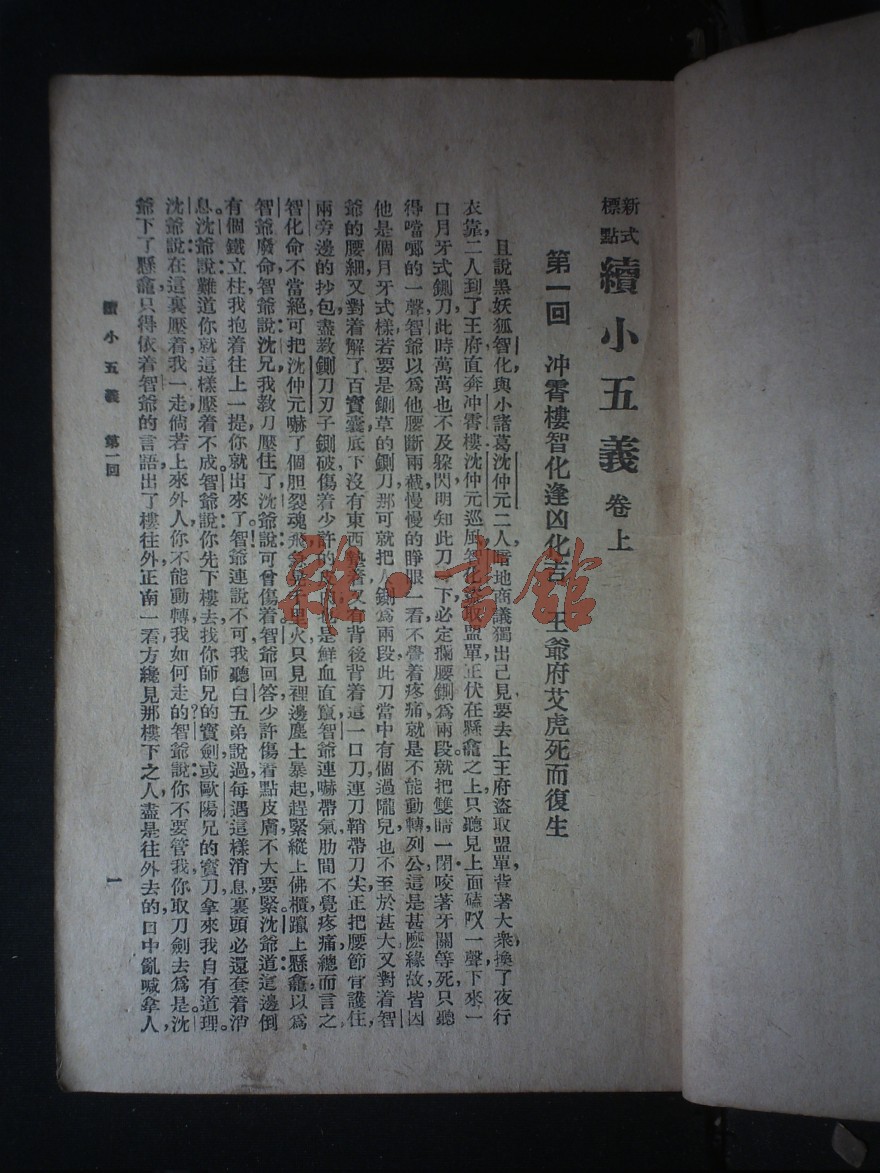 新式標點 續小五義 卷上
第一回 沖霄樓智化逢凶化吉 王爺府艾虎死而復生
且說黑妖狐智化與小諸葛沈仲元二人暗地商議獨出己見要去上王府盜取盟單，背著大衆換了夜行
衣靠，二人到了王府直奔沖霄樓沈仲元巡風智化盜取盟單正伏在懸龕之上只聽見上面磕叹一聲下來一
口月牙式鍘刀此時萬萬也不及躱閃明知此刀一下必定攔腰鍘爲兩段。就把雙睛一閉，咬著牙關等死，只聽
得噹啷的一聲智爺以爲他腰斷兩截慢慢的睜眼一看不覺着疼痛就是不能動轉，列公這是甚麽緣故，皆因
他是個月牙式樣若要是鍘草的鍘刀，那可就把人鍘爲兩段，此刀當中有個過隴兒，也不至於甚大，又對着智
爺的腰細，又對着解了百寶囊底下沒有東西墊著，又有背後背着這一口刀，連刀鞘帶刀尖，正把腰節骨護住，
兩旁邊的抄包，盡教鍘刀刃子鍘破傷着少許的皮肉也是鮮血直竄，智爺連嚇帶氣肋間不覺疼痛，總而言之
智化命不當絕，可把沈仲元嚇了個胆裂魂飛，急晃千里火只見裡邊塵土暴起，趕緊縱上佛櫃，躥上懸龕，以爲
智爺廢命，智爺說：沈兄，我教刀壓住了，沈爺說：可曾傷着，智爺回答：少許傷着點皮膚不大要緊。沈爺道：這邊倒
有個鐵立柱，我抱着往上一提，你就出來了。智爺連說不可，我聽白五弟說過，每遇這樣消息裏頭必還套着消
息。沈爺說難道你就這樣壓着不成，智爺說：你先下樓去，找你師兄的寶劍或歐陽兄的寶刀，拿來我自有道理。
沈爺說：在這裏壓着我一走，倘若上來外人，你不能動轉，我如何走的？智爺說：你不要管我，你取刀劍去爲是。沈
爺下了懸龕，只得依着智爺的言語，出了樓往外，正南一看，方纔見那樓下之人，盡是往外去的，口中亂喊拿人
續小五義 第一回
一
雜·書館